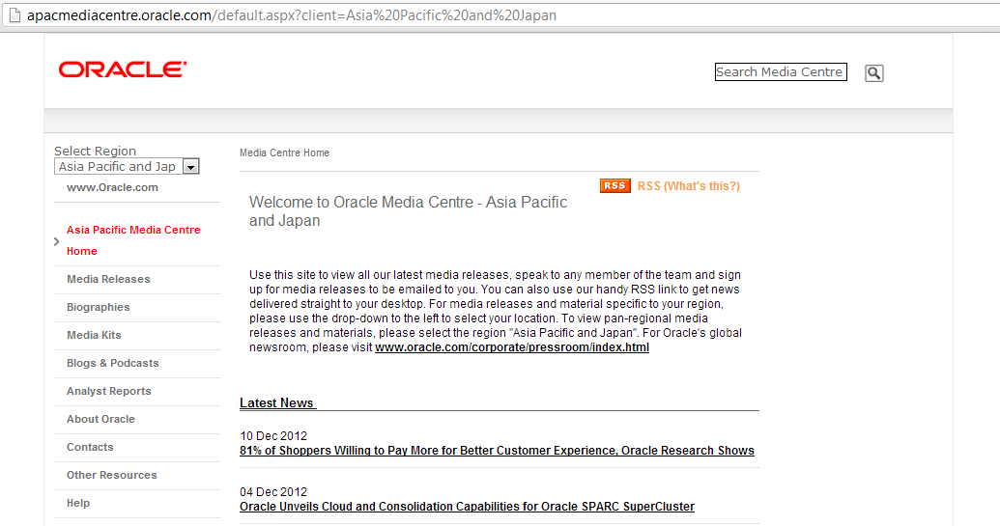 apacmediacentre.oracle.com/default.aspx?client=Asia%20Pacific%20and%20Japan
ORACLE®
Search Media Centre
Select Region
Asia Pacific and Jap
www.Oracle.com
Asia Pacific Media Centre
Home
Media Releases
Biographies
Media Kits
Blogs & Podcasts
Analyst Reports
About Oracle
Contacts
Other Resources
Help
Media Centre Home
RSS RSS (What's this?)
Welcome to Oracle Media Centre - Asia Pacific
and Japan
Use this site to view all our latest media releases, speak to any member of the team and sign
up for media releases to be emailed to you. You can also use our handy RSS link to get news
delivered straight to your desktop. For media releases and material specific to your region,
please use the drop-down to the left to select your location. To view pan-regional media
releases and materials, please select the region "Asia Pacific and Japan". For Oracle's global
newsroom, please visit www.oracle.com/corporate/pressroom/index.html
Latest News
10 Dec 2012
81% of Shoppers Willing to Pay More for Better Customer Experience, Oracle Research Shows
04 Dec 2012
Oracle Unveils Cloud and Consolidation Capabilities for Oracle SPARC SuperCluster